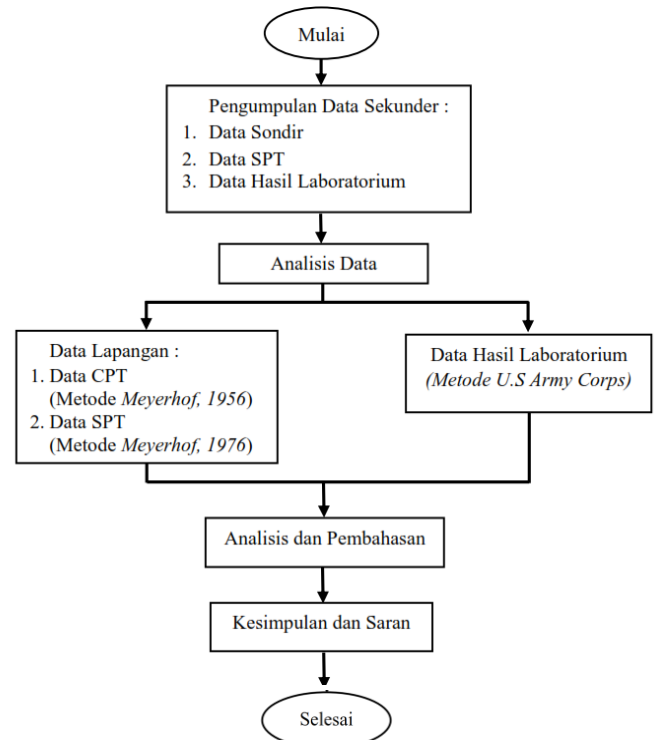 Mulai
Pengumpulan Data Sekunder :
1. Data Sondir
2. Data SPT
3. Data Hasil Laboratorium
Analisis Data
Data Lapangan :
1. Data CPT
(Metode Meyerhof, 1956)
2. Data SPT
(Metode Meyerhof, 1976)
Data Hasil Laboratorium
(Metode U.S Army Corps)
Analisis dan Pembahasan
Kesimpulan dan Saran
Selesai